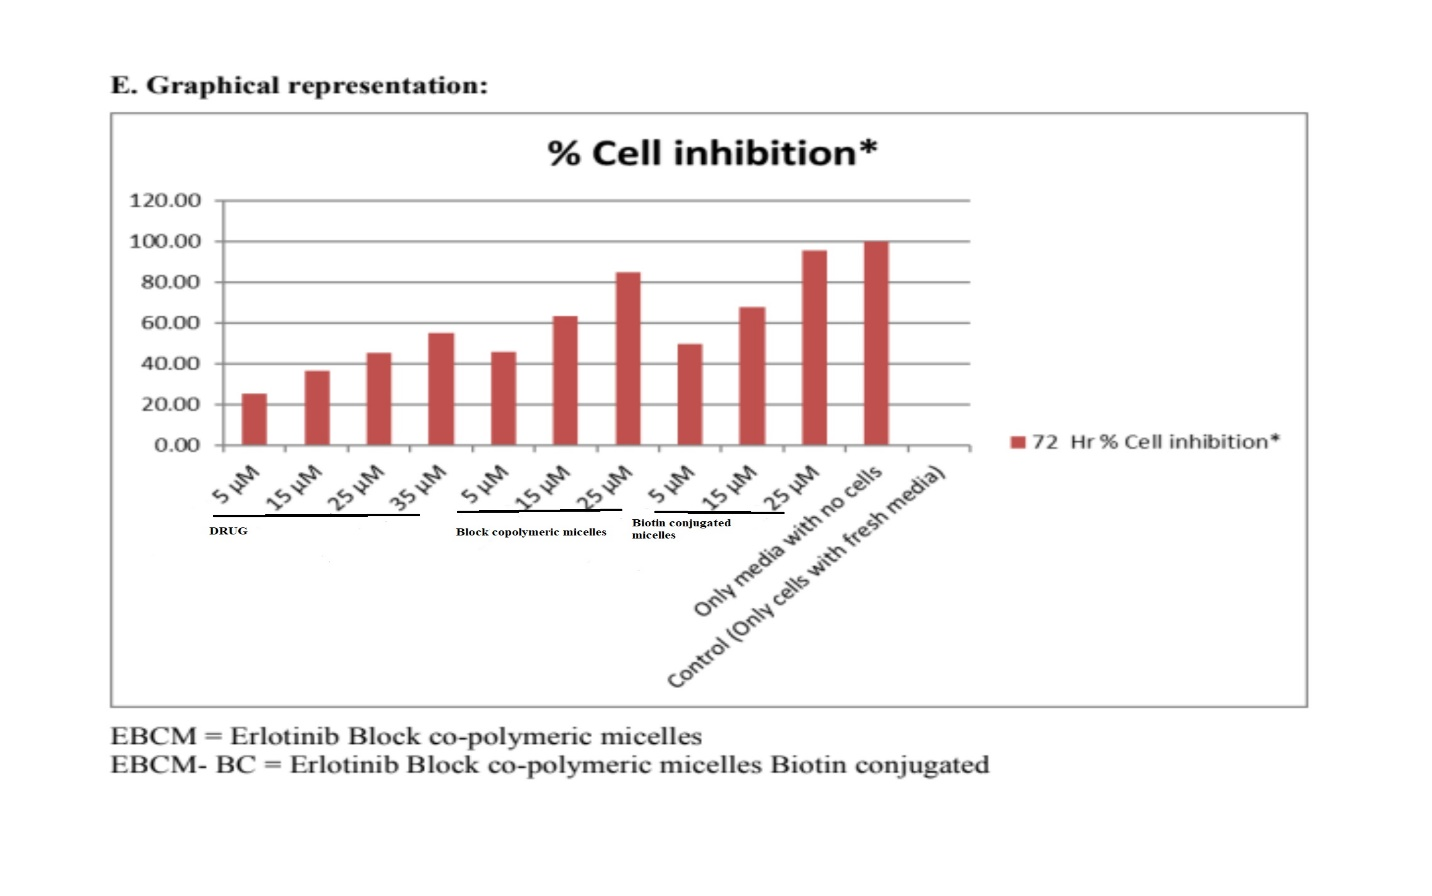 E. Graphical representation:
% Cell inhibition*
120.00
100.00
80.00
60.00
40.00
20.00
0.00
72 Hr % Cell inhibition*
5 µM
15 µM
25 µM
35 µM
5 µM
15 µM
25 µM
5 µM
15 µM
25 µM
Only media with no cells
Control (Only cells with fresh media)
DRUG
Block copolymeric micelles
Biotin conjugated
micelles
EBCM = Erlotinib Block co-polymeric micelles
EBCM- BC = Erlotinib Block co-polymeric micelles Biotin conjugated